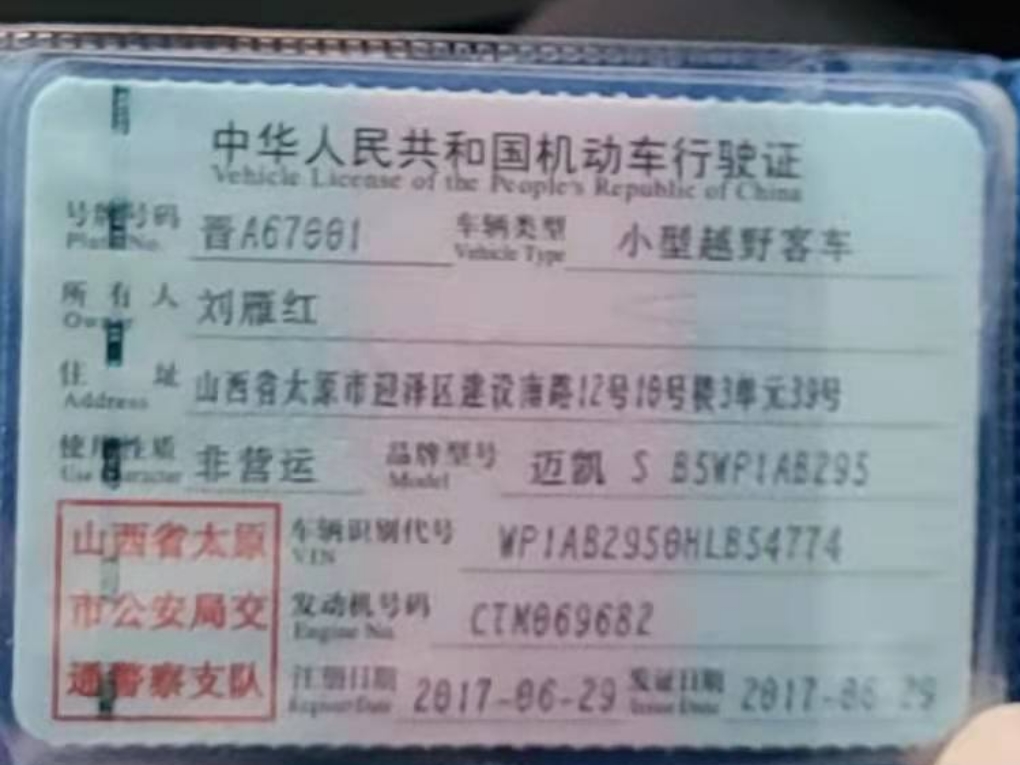 中华人民共和国机动车行驶证
Vehicle License of the People's Republic of China
号牌号码 晋A67001 车辆类型 小型越野客车
Plate No. Vehicle Type
所有人 刘雁红
Owner
住址 山西省太原市迎泽区建设南路12号10号楼3单元39号
Address
使用性质 非营运 品牌型号 迈凯 S B5WP1AB295
Use Character Model
山西省太原 车辆识别代号 WP1AB2950HLB54774
VIN
市公安局交 发动机号码 CTM069682
Engine No.
通警察支队 注册日期 2017-06-29 发证日期 2017-06-29
Register Date Issue Date